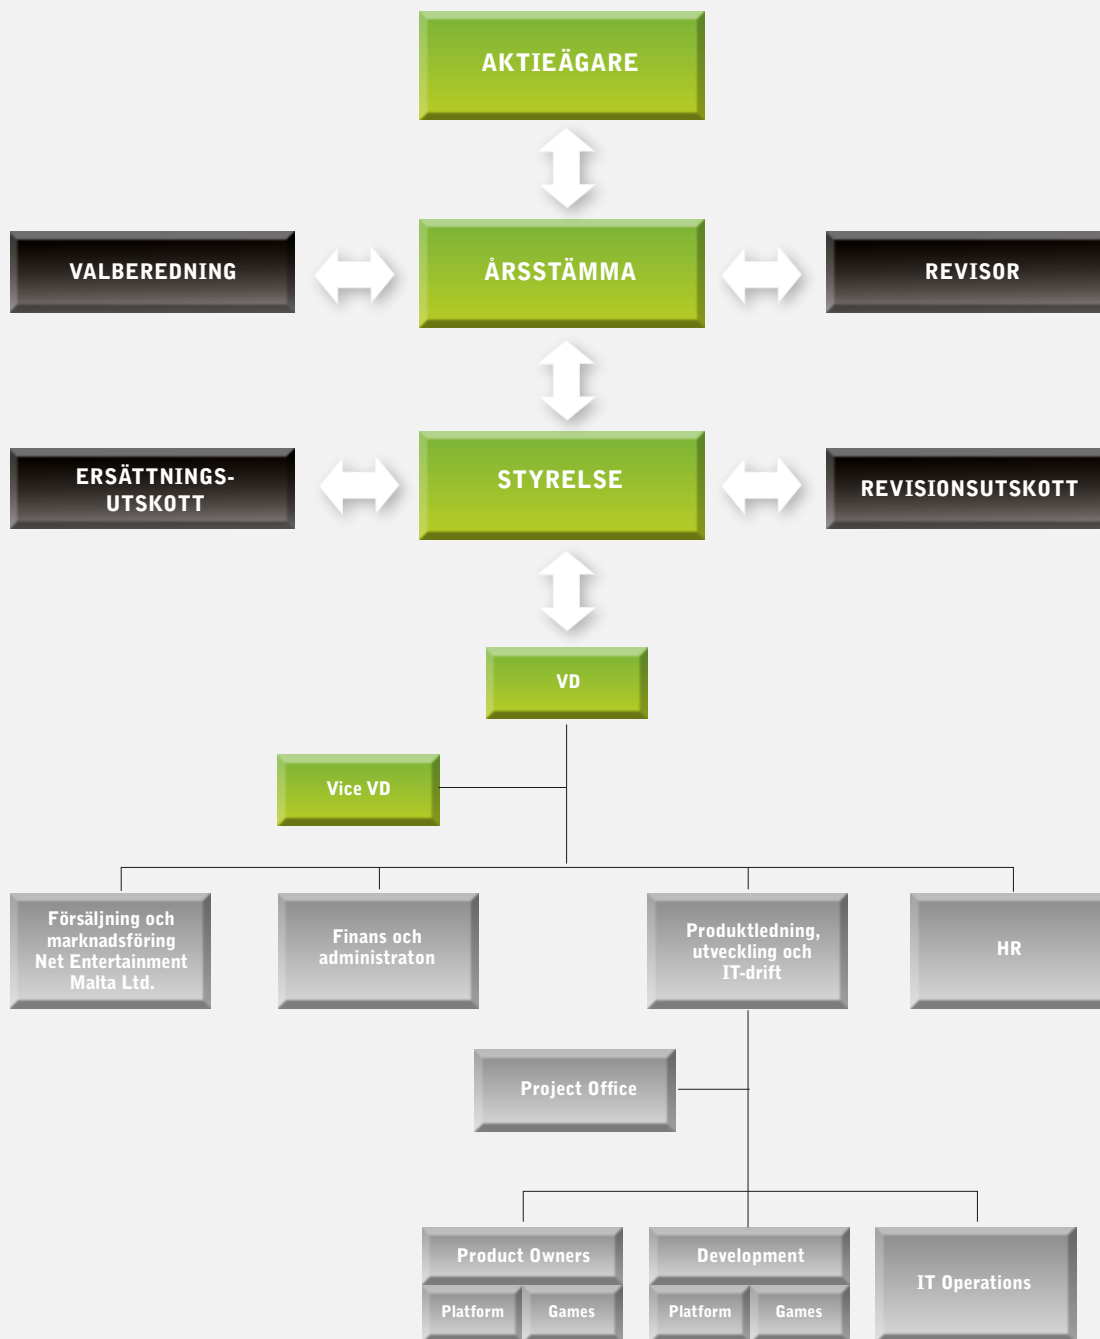 AKTIEÄGARE
VALBEREDNING
ÅRSSTÄMMA
REVISOR
ERSÄTTNINGS-
UTSKOTT
STYRELSE
REVISIONSUTSKOTT
VD
Vice VD
Försäljning och
marknadsföring
Net Entertainment
Malta Ltd.
Finans och
administraton
Produktledning,
utveckling och
IT-drift
HR
Project Office
Product Owners
Platform
Games
Development
Platform
Games
IT Operations